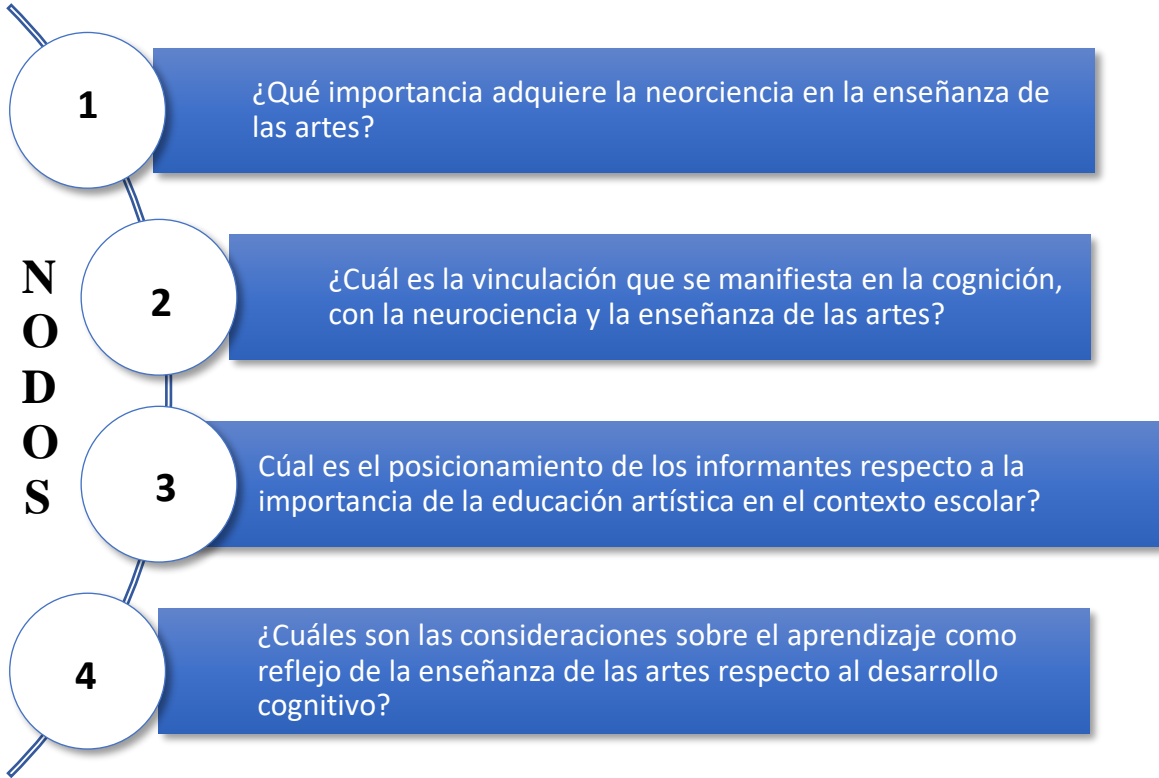 1
¿Qué importancia adquiere la neorciencia en la enseñanza de
las artes?
NODOS
2
¿Cuál es la vinculación que se manifiesta en la cognición,
con la neurociencia y la enseñanza de las artes?
3
Cúal es el posicionamiento de los informantes respecto a la
importancia de la educación artística en el contexto escolar?
4
¿Cuáles son las consideraciones sobre el aprendizaje como
reflejo de la enseñanza de las artes respecto al desarrollo
cognitivo?